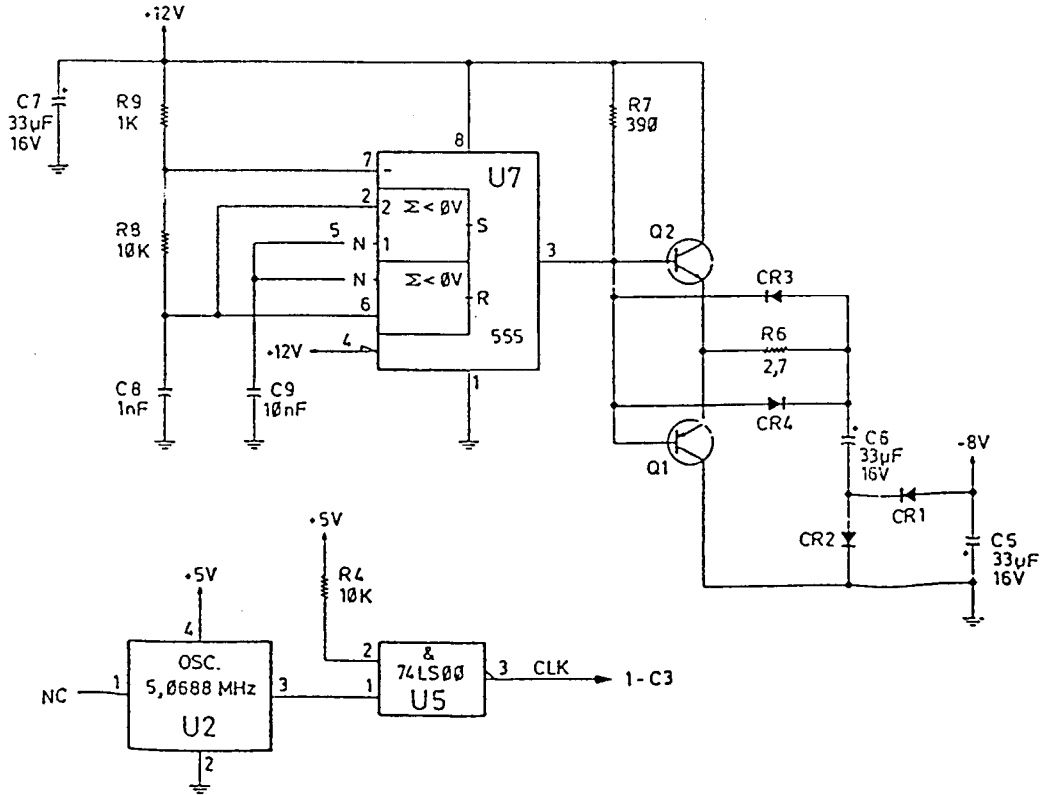 +12V
C7
33µF
16V
R9
1K
R7
390
8
7
-
U7
2
2
Σ<0V
S
R8
10K
5
N
1
3
Q2
N
Σ<0V
R
6
555
CR3
+12V
4
R6
2,7
1
C8
1nF
C9
10nF
CR4
Q1
C6
33µF
16V
-8V
CR1
CR2
C5
33µF
16V
+5V
R4
10K
+5V
4
OSC.
5,0688 MHz
U2
NC
1
3
2
2
1
&
74LS00
U5
3
CLK
1-C3